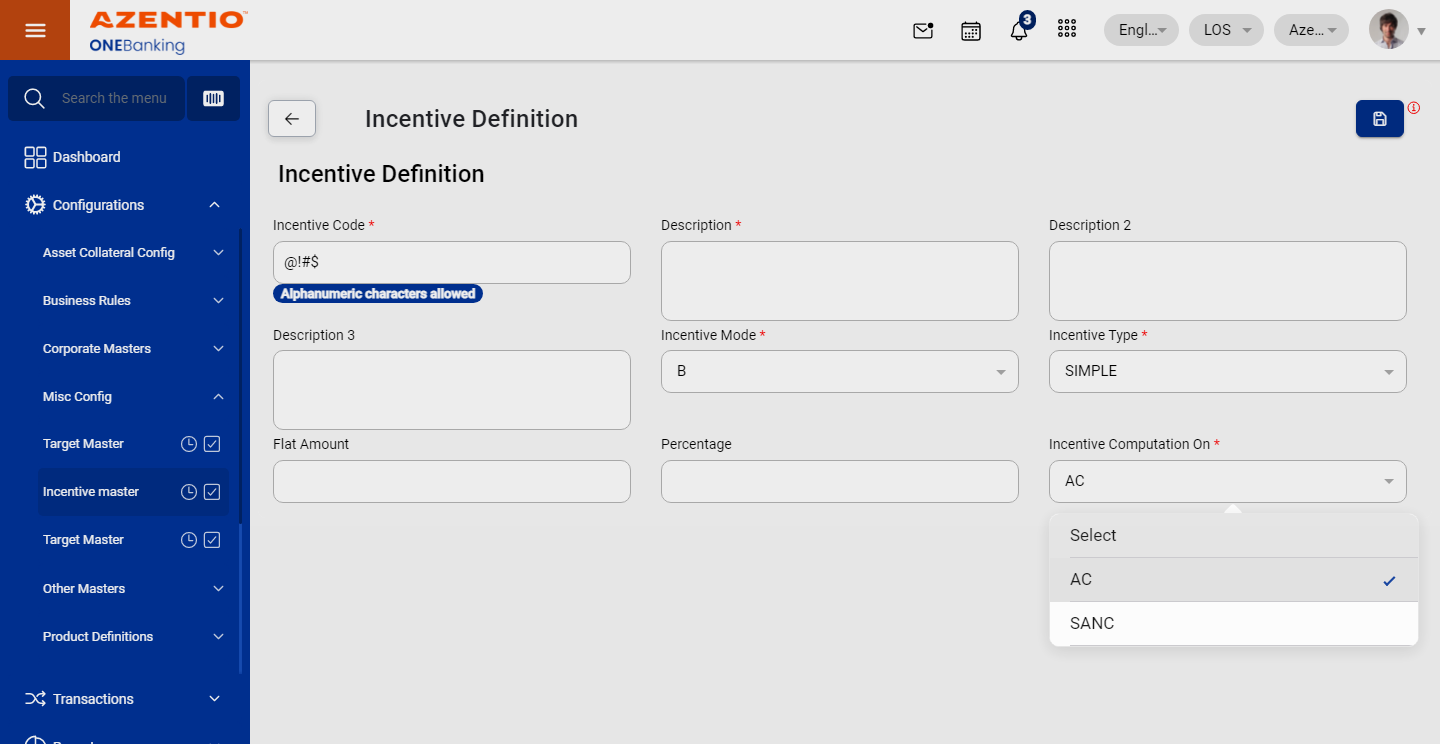 AZENTIO™
ONEBanking
3
Engl...
LOS
Aze...
Search the menu
Dashboard
Configurations
Asset Collateral Config
Business Rules
Corporate Masters
Misc Config
Target Master
Incentive master
Target Master
Other Masters
Product Definitions
Transactions
Incentive Definition
Incentive Definition
Incentive Code *
@!#$
Alphanumeric characters allowed
Description *
Description 2
Description 3
Incentive Mode *
B
Incentive Type *
SIMPLE
Flat Amount
Percentage
Incentive Computation On *
AC
Select
AC
SANC